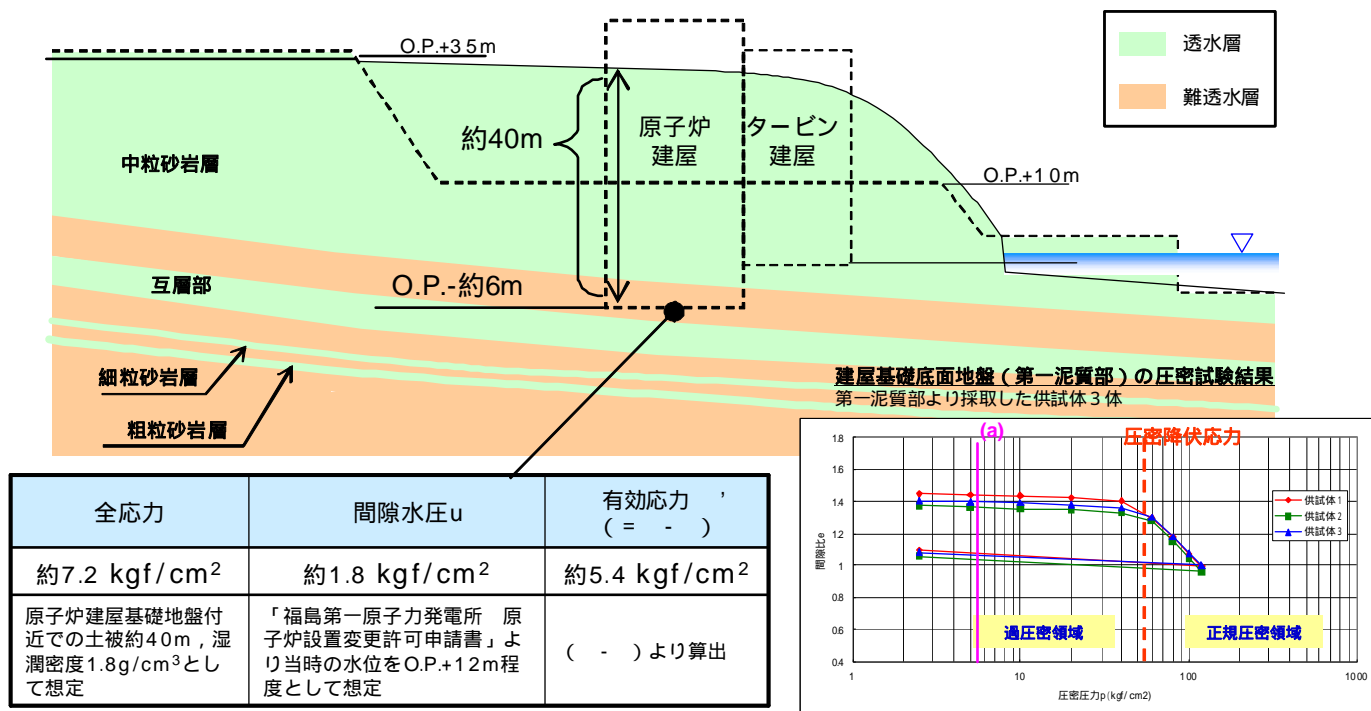 O.P.+35m
透水層
難透水層
約40m
原子炉
建屋
タービン
建屋
中粒砂岩層
O.P.+10m
互層部
O.P.-約6m
細粒砂岩層
粗粒砂岩層
建屋基礎底面地盤(第一泥質部)の圧密試験結果
第一泥質部より採取した供試体3体
全応力
間隙水圧u
有効応力 '
( = - )
約7.2 kgf/cm²
約1.8 kgf/cm²
約5.4 kgf/cm²
原子炉建屋基礎地盤付
近での土被約40m,湿
潤密度1.8g/cm³とし
て想定
「福島第一原子力発電所 原
子炉設置変更許可申請書」よ
り当時の水位をO.P.+12m程
度として想定
( - )より算出
(a)
圧密降伏応力
1.8
1.6
1.4
1.2
1
0.8
0.6
0.4
間隙比e
供試体1
供試体2
供試体3
過圧密領域
正規圧密領域
1
10
100
1000
圧密圧力p(kgf/cm2)